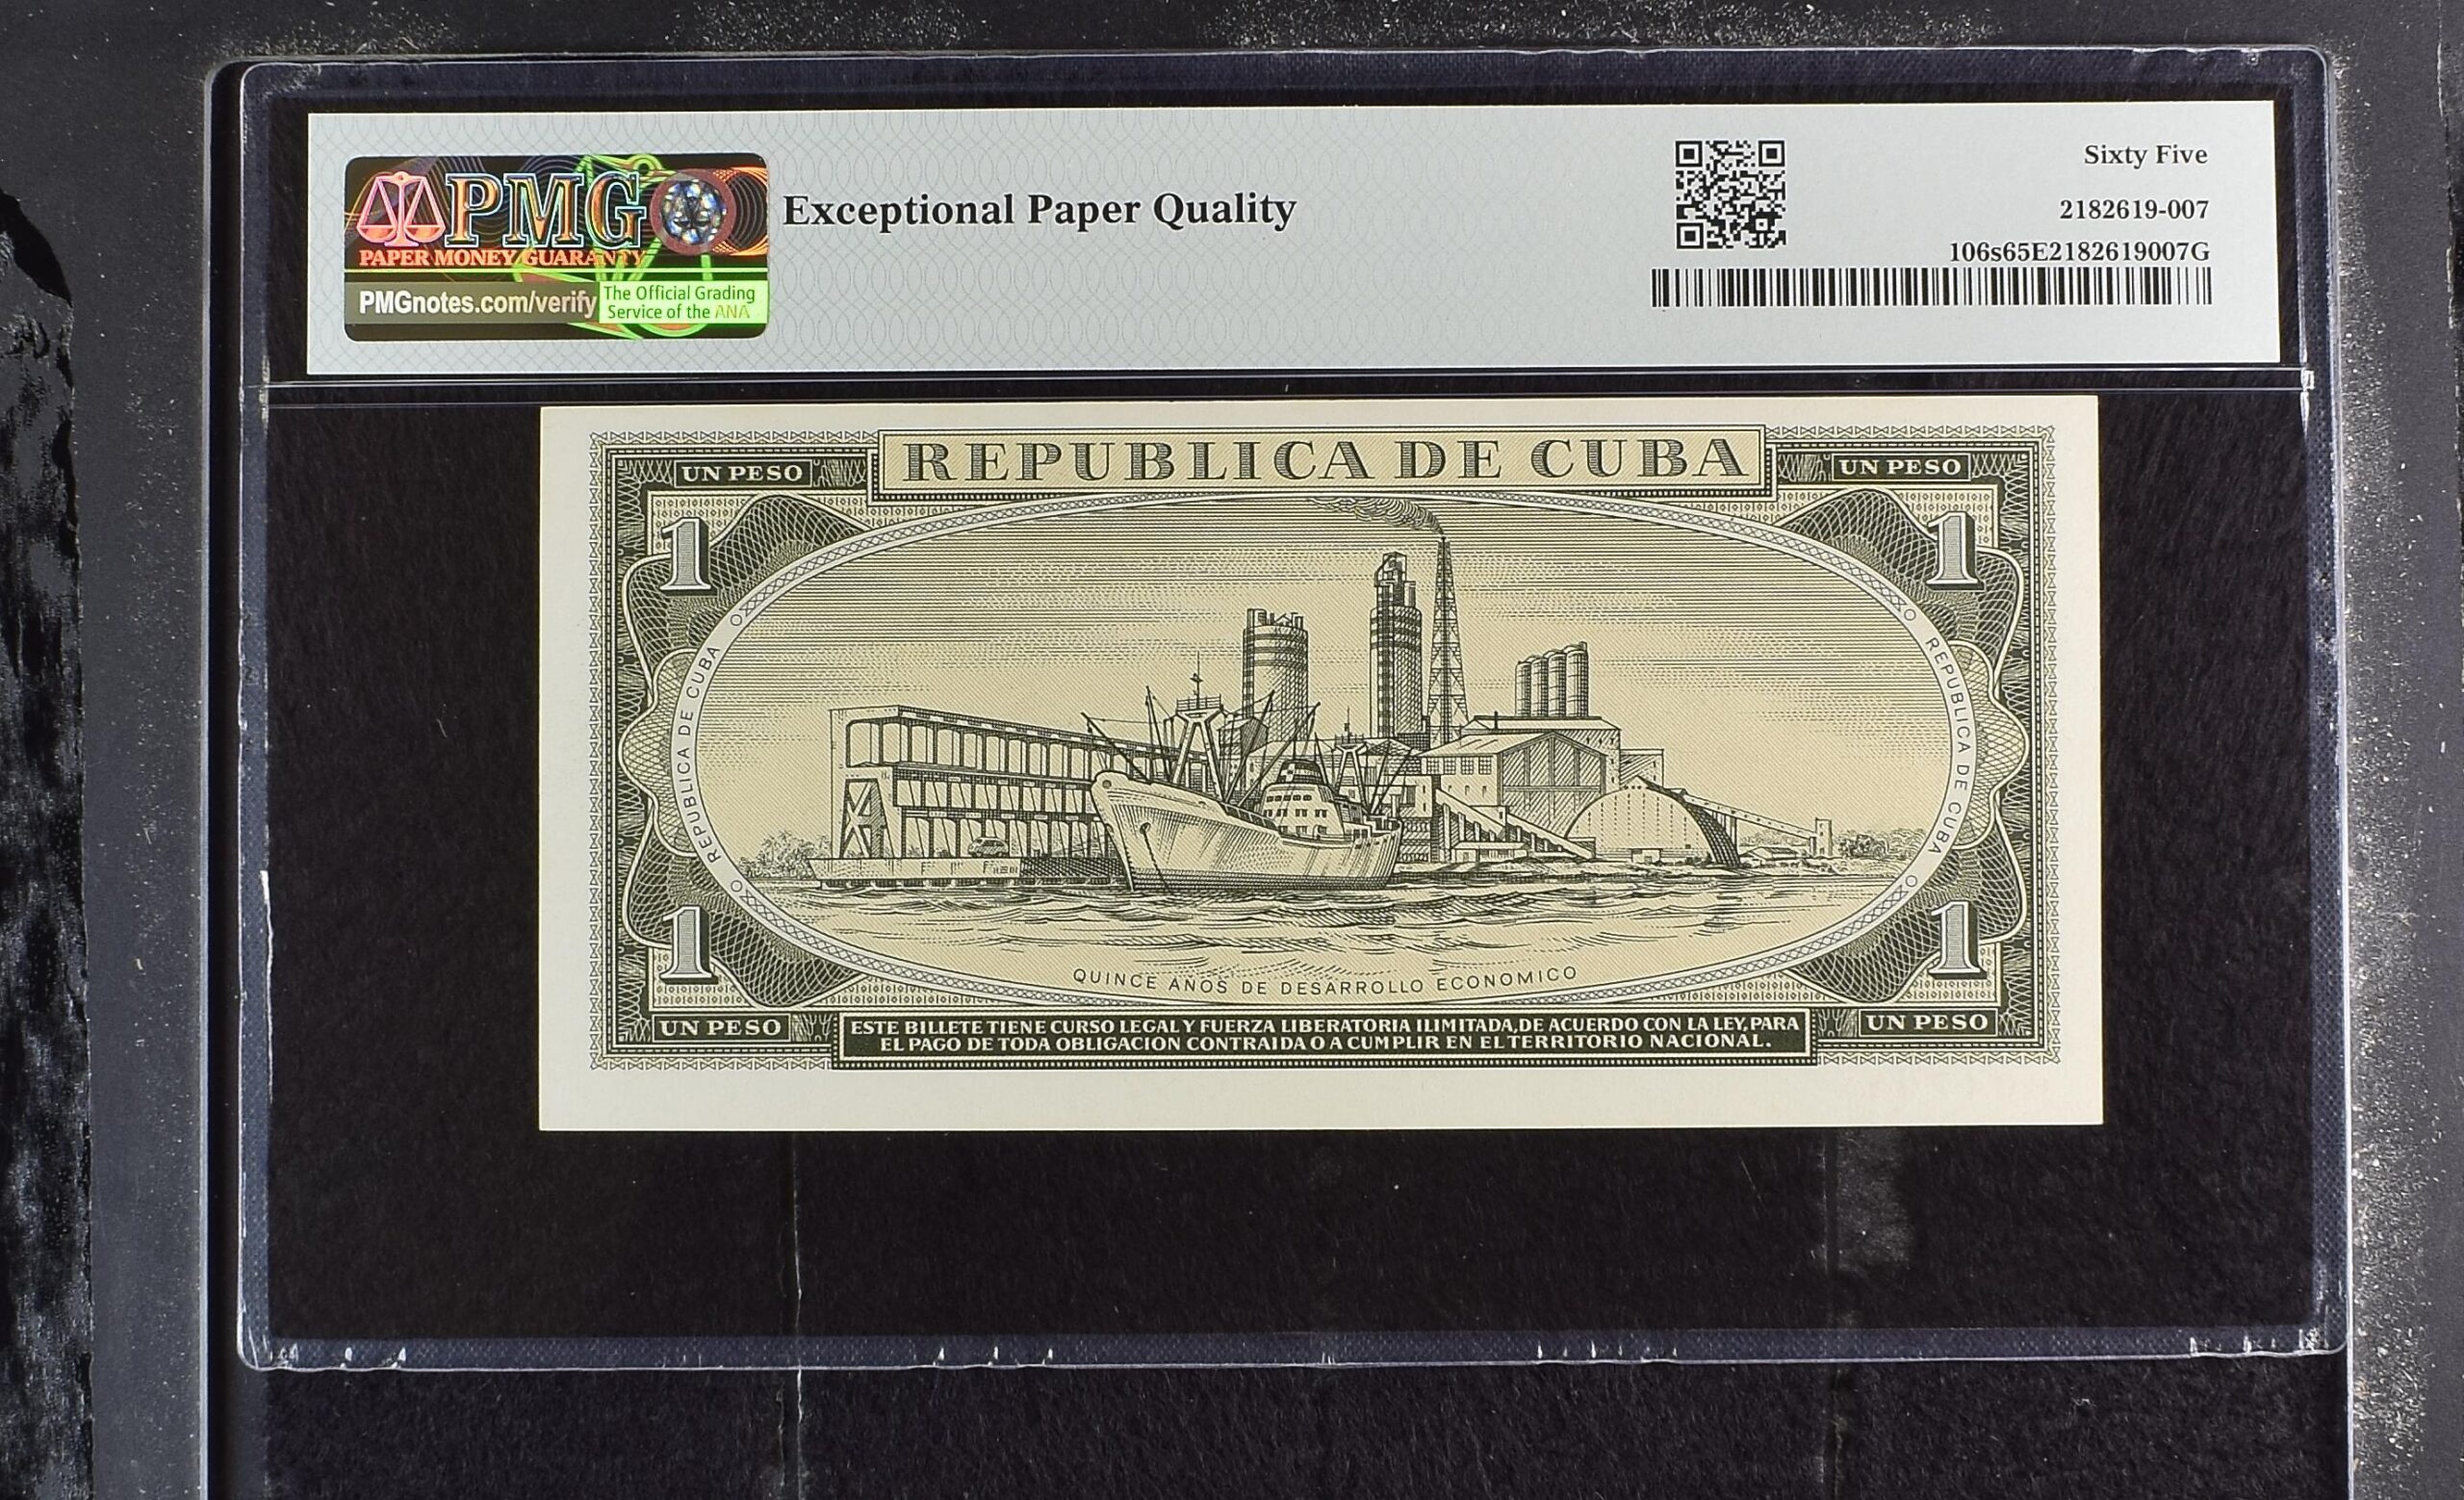 PMG
PAPER MONEY GUARANTY
PMGnotes.com/verify
The Official Grading
Service of the ANA
Exceptional Paper Quality
Sixty Five
2182619-007
106s65E2182619007G
REPUBLICA DE CUBA
UN PESO
UN PESO
1
1
REPUBLICA DE CUBA
REPUBLICA DE CUBA
1
1
QUINCE AÑOS DE DESARROLLO ECONOMICO
UN PESO
UN PESO
ESTE BILLETE TIENE CURSO LEGAL Y FUERZA LIBERATORIA ILIMITADA, DE ACUERDO CON LA LEY, PARA
EL PAGO DE TODA OBLIGACION CONTRAIDA O A CUMPLIR EN EL TERRITORIO NACIONAL.